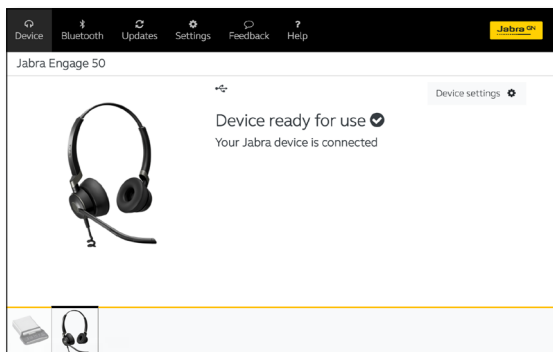 Device Bluetooth Updates Settings Feedback Help
Jabra GN
Jabra Engage 50
Device settings
Device ready for use
Your Jabra device is connected